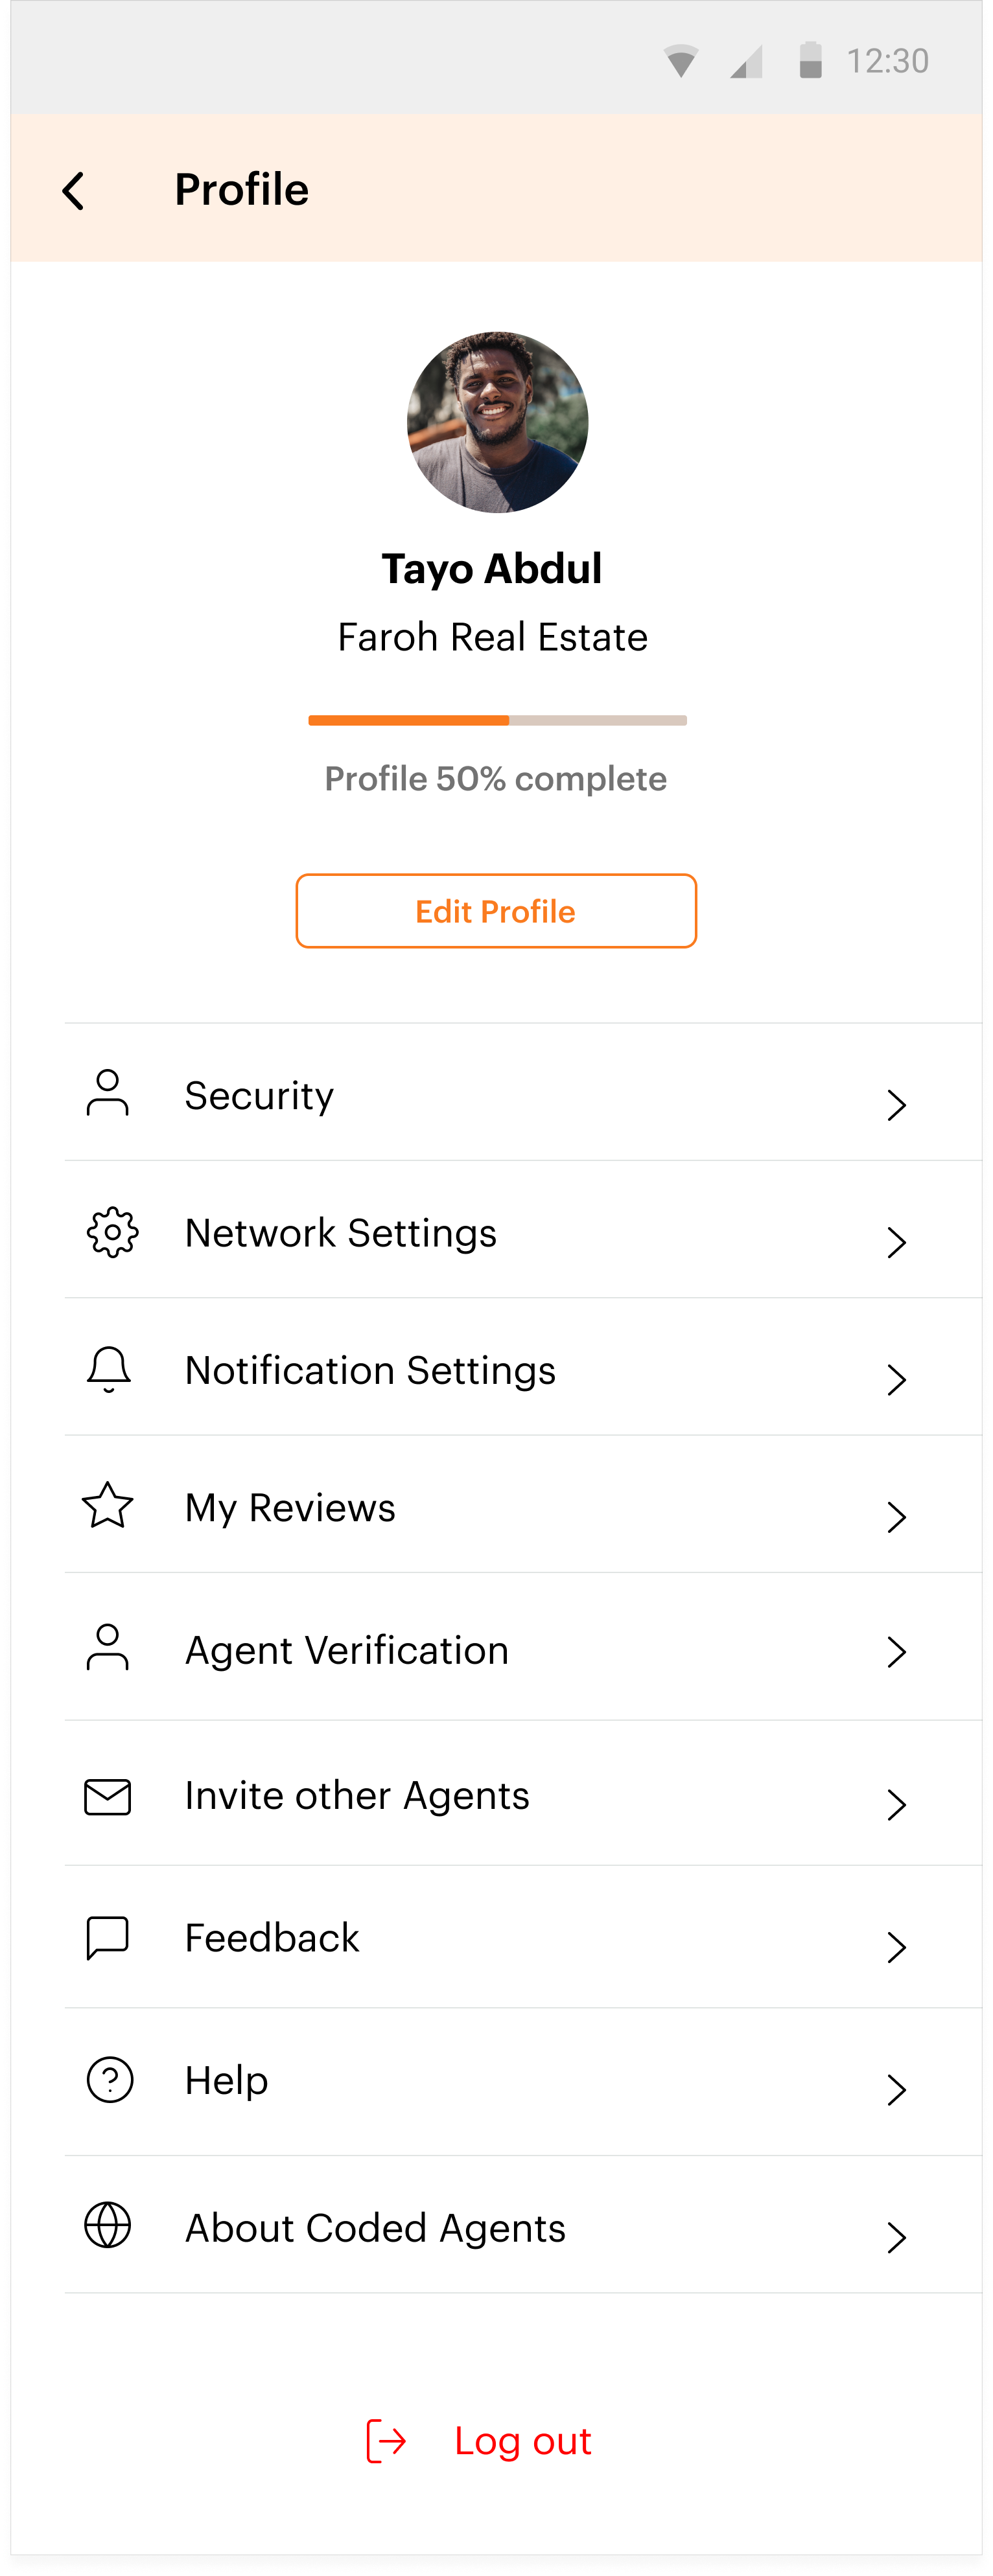 12:30
Profile
Tayo Abdul
Faroh Real Estate
Profile 50% complete
Edit Profile
Security
Network Settings
Notification Settings
My Reviews
Agent Verification
Invite other Agents
Feedback
Help
About Coded Agents
Log out